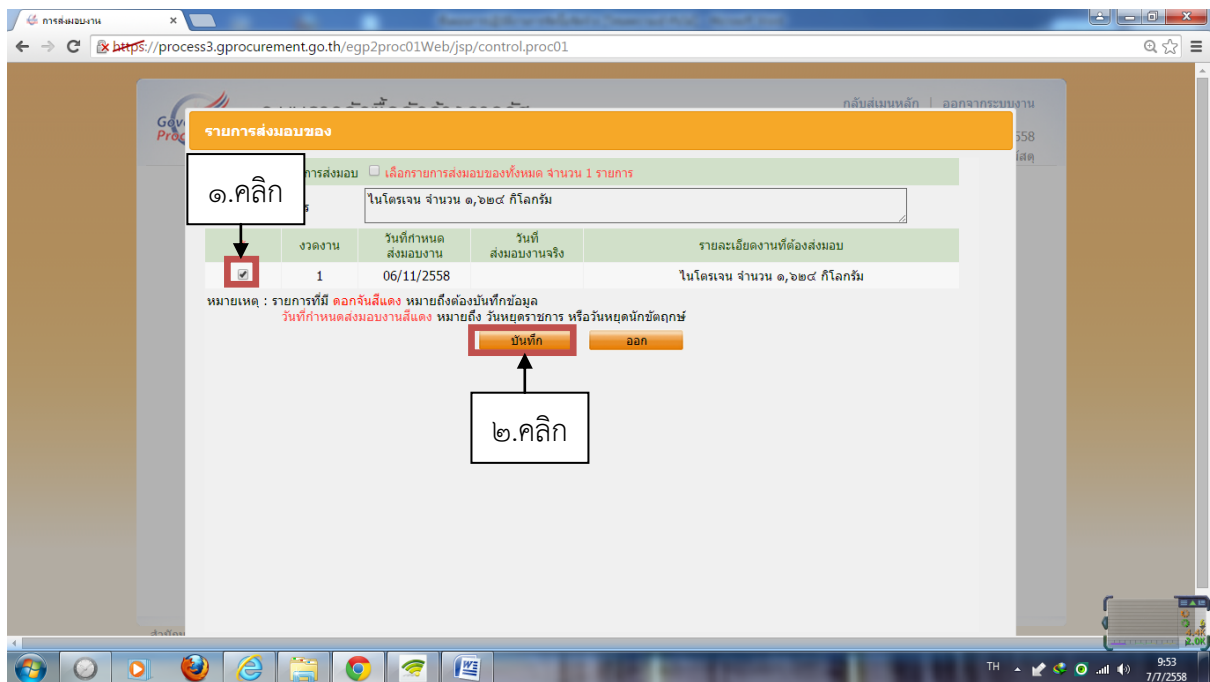 การส่งมอบงาน
https://process3.gprocurement.go.th/egp2proc01Web/jsp/control.proc01
กลับสู่เมนูหลัก | ออกจากระบบงาน
558
รายการส่งมอบของ
๑.คลิก
การส่งมอบ เลือกรายการส่งมอบของทั้งหมด จำนวน 1 รายการ
ไนโตรเจน จำนวน ๑,๖๒๔ กิโลกรัม
งวดงาน วันที่กำหนด ส่งมอบงาน วันที่ ส่งมอบงานจริง รายละเอียดงานที่ต้องส่งมอบ
1 06/11/2558 ไนโตรเจน จำนวน ๑,๖๒๔ กิโลกรัม
หมายเหตุ : รายการที่มี ดอกจันสีแดง หมายถึงต้องบันทึกข้อมูล
วันที่กำหนดส่งมอบงานสีแดง หมายถึง วันหยุดราชการ หรือวันหยุดนักขัตฤกษ์
บันทึก ออก
๒.คลิก
TH
9:53
7/7/2558